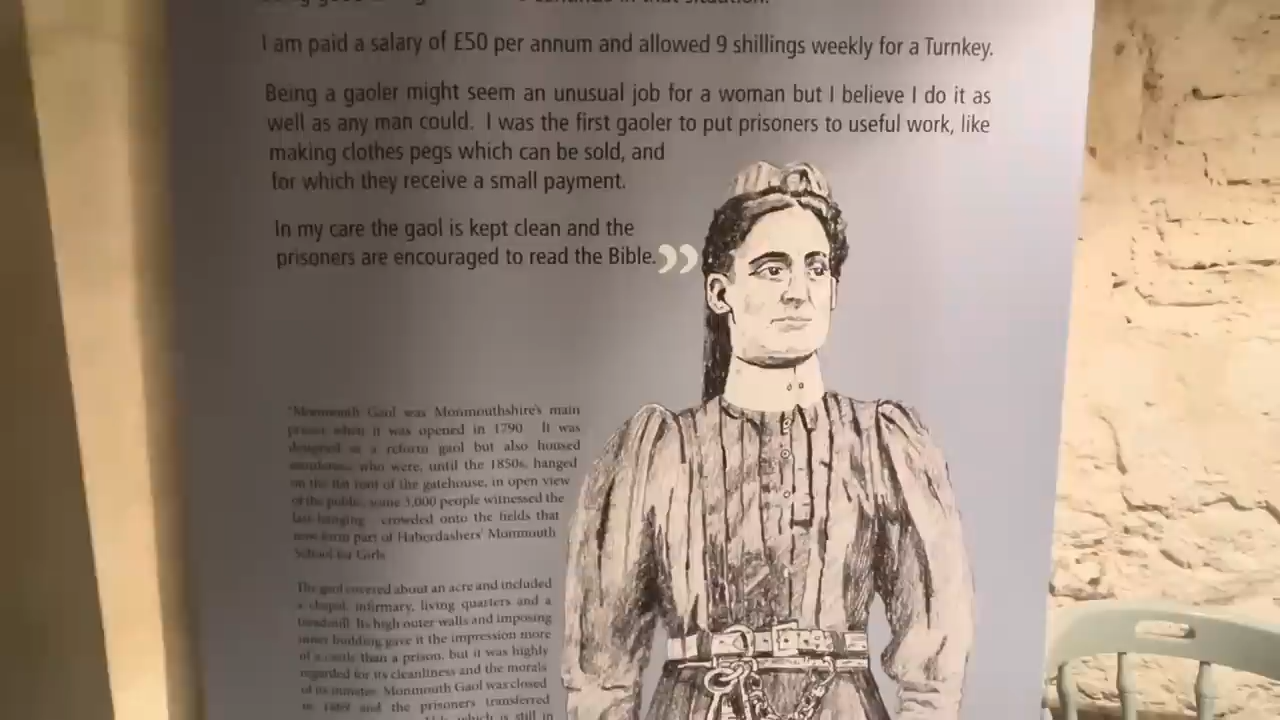 I am paid a salary of £50 per annum and allowed 9 shillings weekly for a Turnkey.
Being a gaoler might seem an unusual job for a woman but I believe I do it as
well as any man could. I was the first gaoler to put prisoners to useful work, like
making clothes pegs which can be sold, and
for which they receive a small payment.
In my care the gaol is kept clean and the
prisoners are encouraged to read the Bible.”
"Monmouth Gaol was Monmouthshire's main
prison when it was opened in 1790. It was
designed as a reform gaol but also housed
who were, until the 1850s, hanged
on the flat roof of the gatehouse, in open view
of the public, some 3,000 people witnessed the
last hanging crowded onto the fields that
now form part of Haberdashers' Monmouth
School for Girls
The gaol covered about an acre and included
a chapel, infirmary, living quarters and a
treadmill. Its high outer walls and imposing
inner building gave it the impression more
of a castle than a prison, but it was highly
regarded for its cleanliness and the morals
of its inmates. Monmouth Gaol was closed
in and the prisoners transferred
which is still in